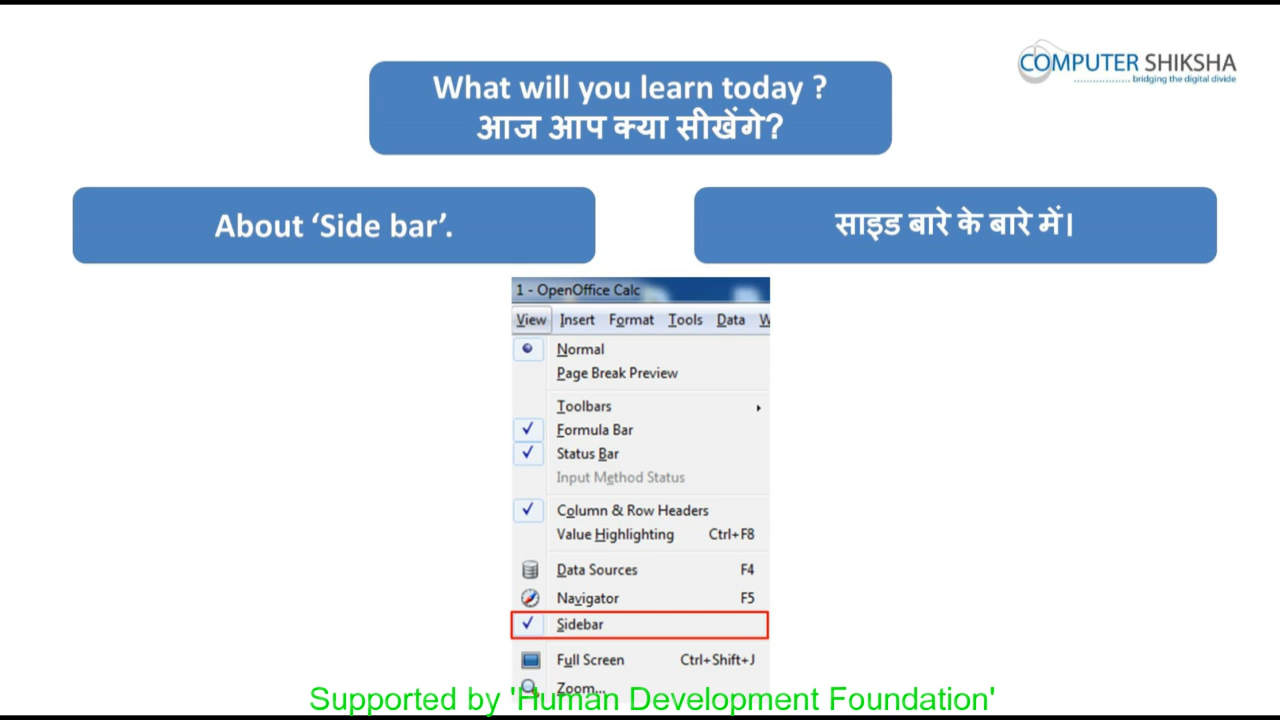 COMPUTER SHIKSHA
bridging the digital divide
What will you learn today ?
आज आप क्या सीखेंगे?
About ‘Side bar’.
साइड बारे के बारे में।
1 - OpenOffice Calc
View Insert Format Tools Data W
Normal
Page Break Preview
Toolbars
Formula Bar
Status Bar
Input Method Status
Column & Row Headers
Value Highlighting Ctrl+F8
Data Sources F4
Navigator F5
Sidebar
Full Screen Ctrl+Shift+J
Zoom...
Supported by 'Human Development Foundation'